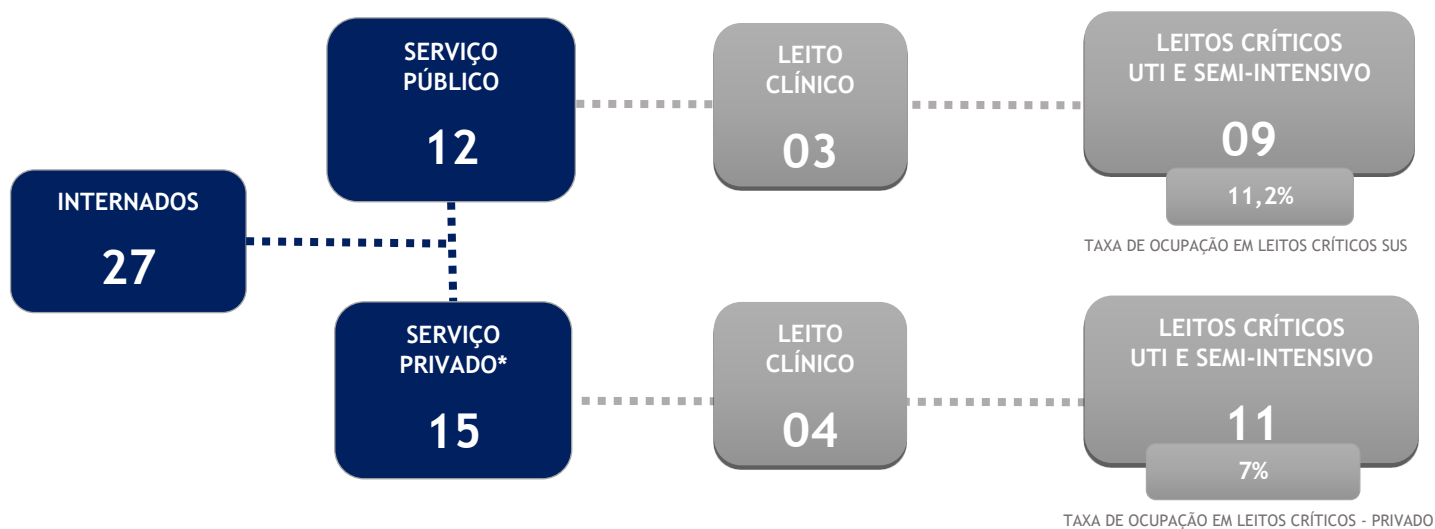 INTERNADOS
27
SERVIÇO
PÚBLICO
12
LEITO
CLÍNICO
03
LEITOS CRÍTICOS
UTI E SEMI-INTENSIVO
09
11,2%
TAXA DE OCUPAÇÃO EM LEITOS CRÍTICOS SUS
SERVIÇO
PRIVADO*
15
LEITO
CLÍNICO
04
LEITOS CRÍTICOS
UTI E SEMI-INTENSIVO
11
7%
TAXA DE OCUPAÇÃO EM LEITOS CRÍTICOS - PRIVADO